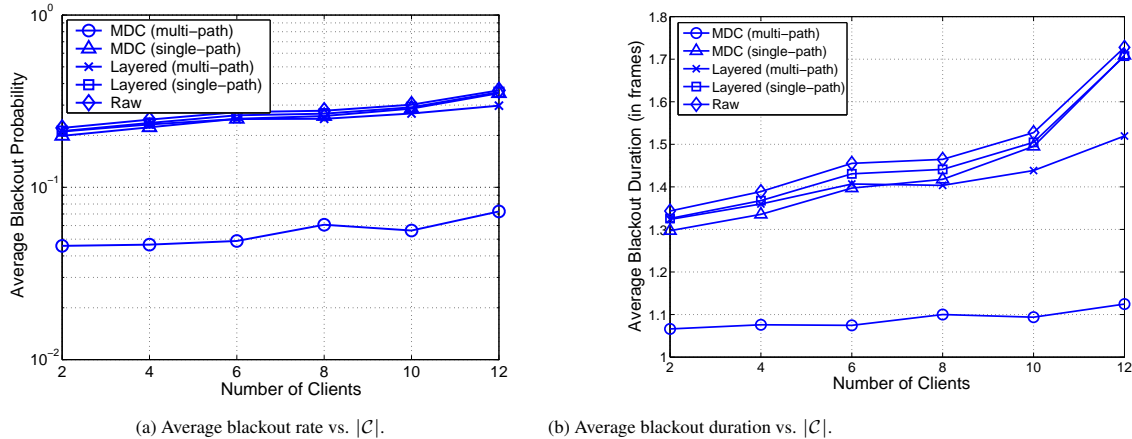 10^0
10^-1
10^-2
Average Blackout Probability
MDC (multi−path)
MDC (single−path)
Layered (multi−path)
Layered (single−path)
Raw
2 4 6 8 10 12
Number of Clients
(a) Average blackout rate vs. |C|.
1.8
1.7
1.6
1.5
1.4
1.3
1.2
1.1
1
Average Blackout Duration (in frames)
MDC (multi−path)
MDC (single−path)
Layered (multi−path)
Layered (single−path)
Raw
2 4 6 8 10 12
Number of Clients
(b) Average blackout duration vs. |C|.